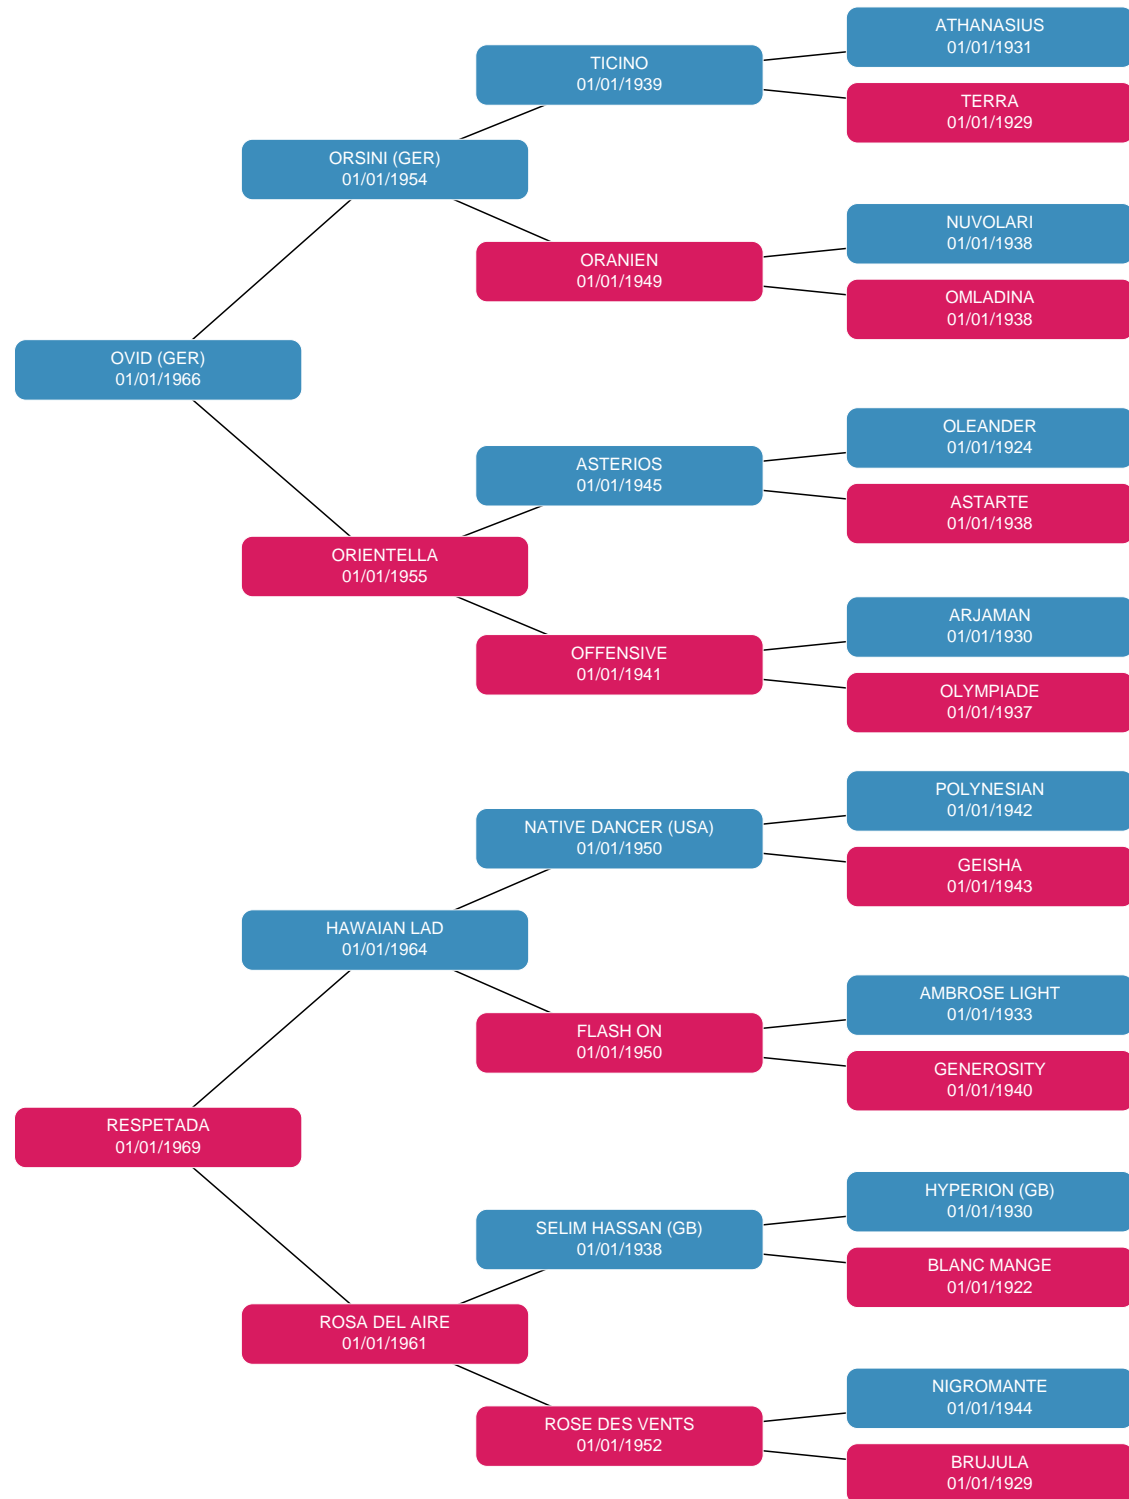 ATHANASIUS
01/01/1931
TICINO
01/01/1939
TERRA
01/01/1929
ORSINI (GER)
01/01/1954
NUVOLARI
01/01/1938
ORANIEN
01/01/1949
OMLADINA
01/01/1938
OVID (GER)
01/01/1966
OLEANDER
01/01/1924
ASTERIOS
01/01/1945
ASTARTE
01/01/1938
ORIENTELLA
01/01/1955
ARJAMAN
01/01/1930
OFFENSIVE
01/01/1941
OLYMPIADE
01/01/1937
POLYNESIAN
01/01/1942
NATIVE DANCER (USA)
01/01/1950
GEISHA
01/01/1943
HAWAIAN LAD
01/01/1964
AMBROSE LIGHT
01/01/1933
FLASH ON
01/01/1950
GENEROSITY
01/01/1940
RESPETADA
01/01/1969
HYPERION (GB)
01/01/1930
SELIM HASSAN (GB)
01/01/1938
BLANC MANGE
01/01/1922
ROSA DEL AIRE
01/01/1961
NIGROMANTE
01/01/1944
ROSE DES VENTS
01/01/1952
BRUJULA
01/01/1929